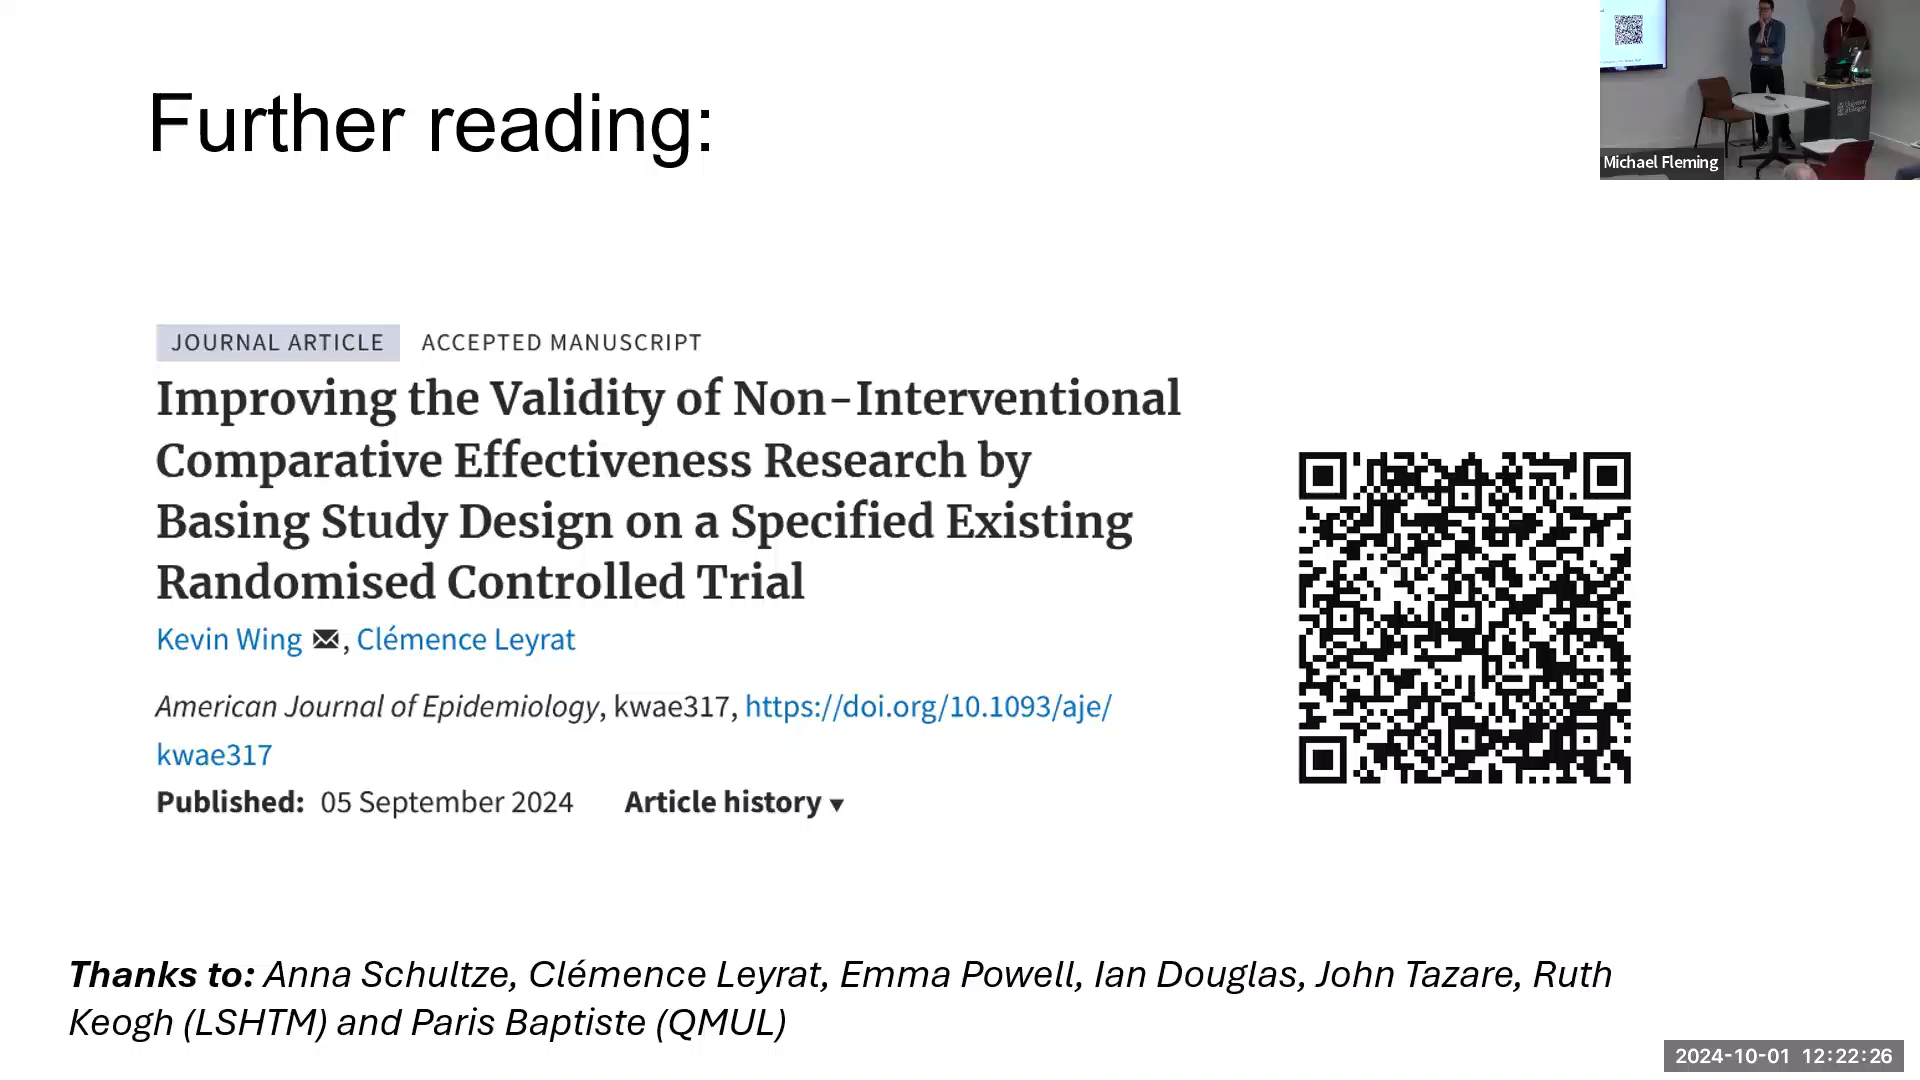 Further reading:
Michael Fleming
JOURNAL ARTICLE ACCEPTED MANUSCRIPT
Improving the Validity of Non-Interventional
Comparative Effectiveness Research by
Basing Study Design on a Specified Existing
Randomised Controlled Trial
Kevin Wing , Clémence Leyrat
American Journal of Epidemiology, kwae317, https://doi.org/10.1093/aje/
kwae317
Published: 05 September 2024 Article history ▼
Thanks to: Anna Schultze, Clémence Leyrat, Emma Powell, Ian Douglas, John Tazare, Ruth
Keogh (LSHTM) and Paris Baptiste (QMUL)
2024-10-01 12:22:26